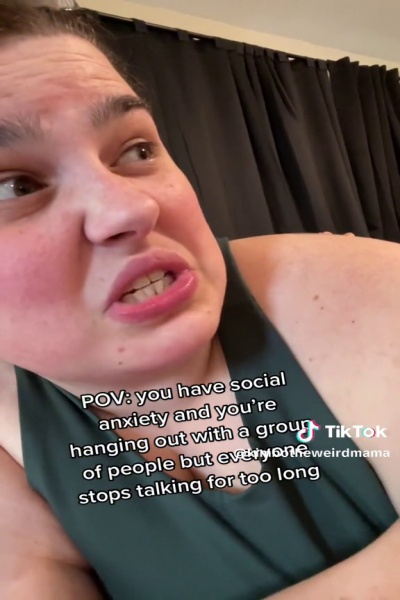 POV: you have social
anxiety and you're
hanging out with a group
of people but everyone
stops talking for too long
TikTok